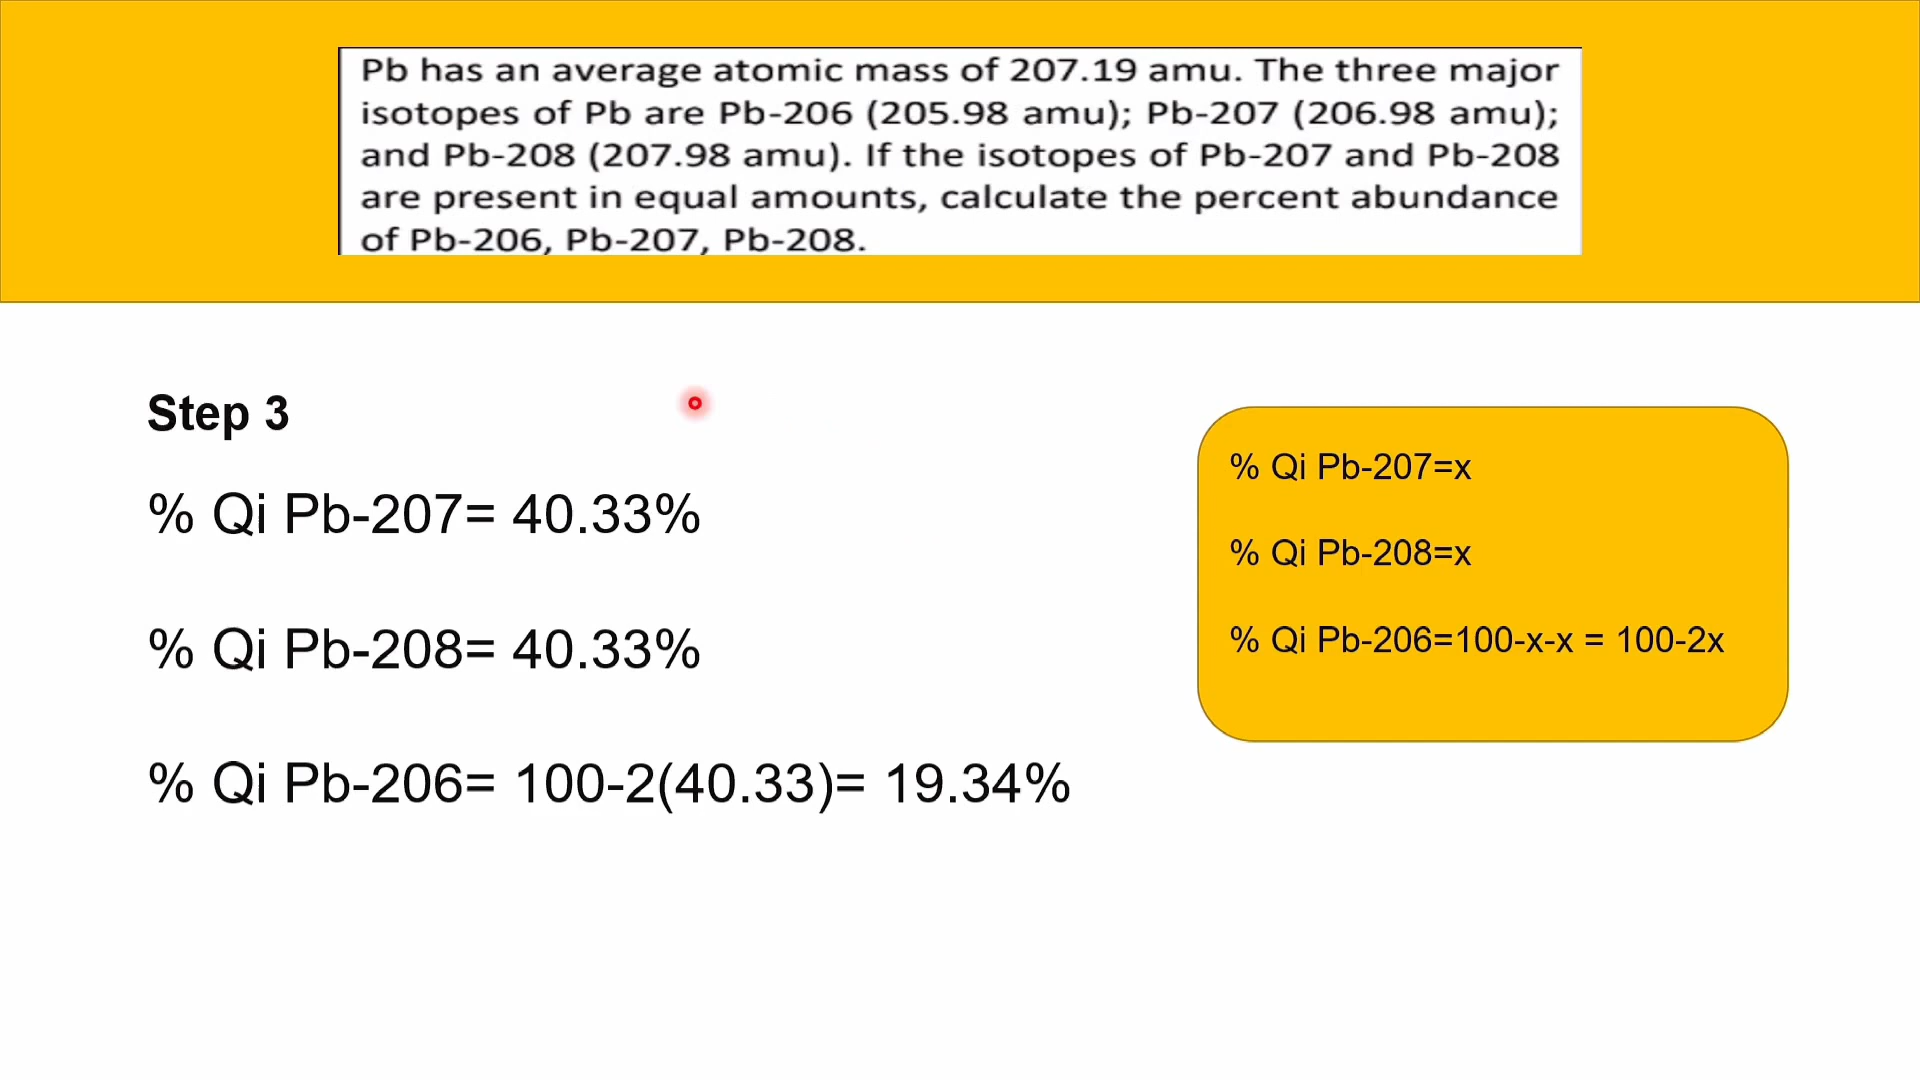 Pb has an average atomic mass of 207.19 amu. The three major
isotopes of Pb are Pb-206 (205.98 amu); Pb-207 (206.98 amu);
and Pb-208 (207.98 amu). If the isotopes of Pb-207 and Pb-208
are present in equal amounts, calculate the percent abundance
of Pb-206, Pb-207, Pb-208.
Step 3
% Qi Pb-207= 40.33%
% Qi Pb-208= 40.33%
% Qi Pb-206= 100-2(40.33)= 19.34%
% Qi Pb-207=x
% Qi Pb-208=x
% Qi Pb-206=100-x-x = 100-2x